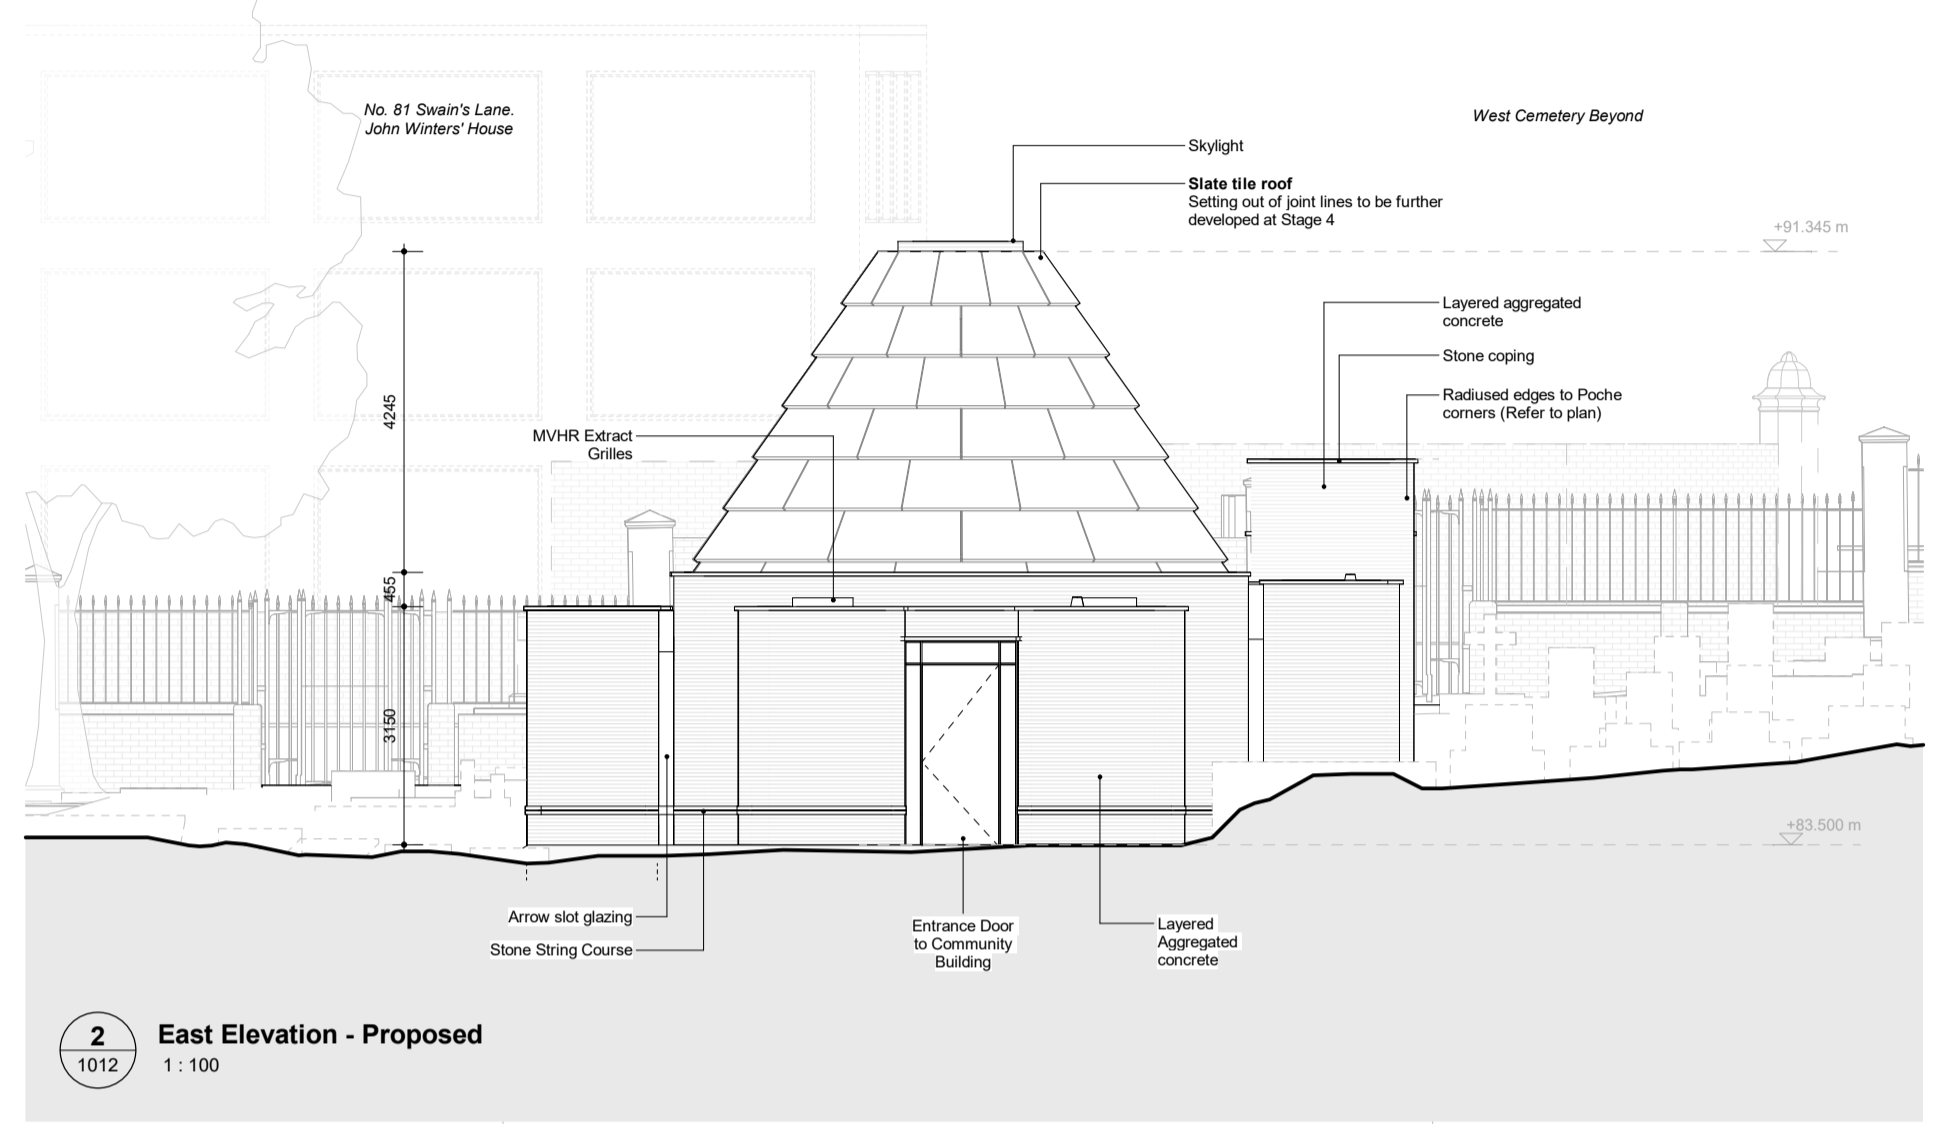 No. 81 Swain's Lane.
John Winters' House
West Cemetery Beyond
Skylight
Slate tile roof
Setting out of joint lines to be further
developed at Stage 4
+91.345 m
Layered aggregated
concrete
Stone coping
Radiused edges to Poche
corners (Refer to plan)
4245
MVHR Extract
Grilles
455
3150
+83.500 m
Arrow slot glazing
Stone String Course
Entrance Door
to Community
Building
Layered
Aggregated
concrete
2
1012
East Elevation - Proposed
1 : 100